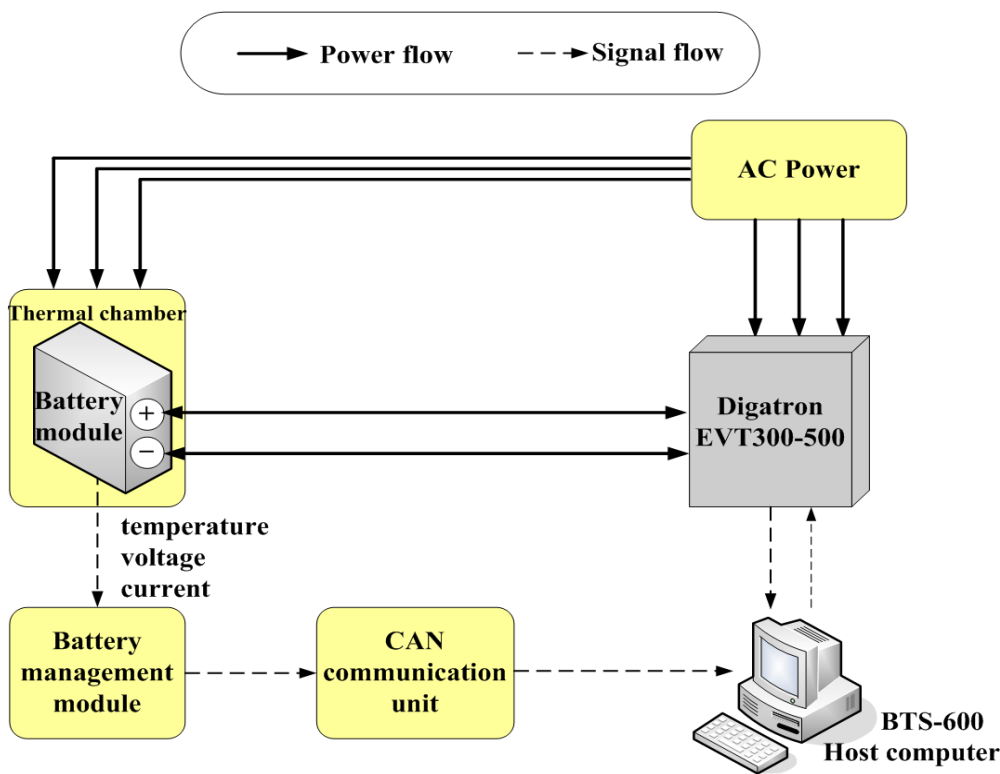 Power flow
Signal flow
AC Power
Thermal chamber
Battery
module
+
−
Digatron
EVT300-500
temperature
voltage
current
Battery
management
module
CAN
communication
unit
BTS-600
Host computer